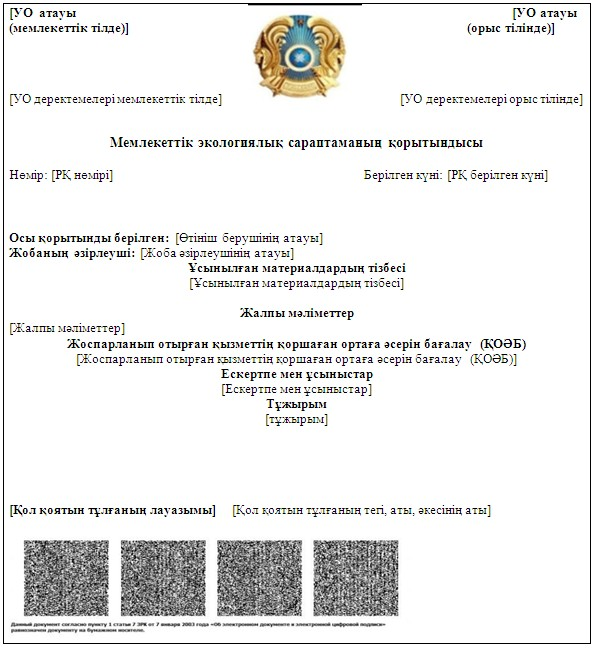 [УО атауы (мемлекеттік тілде)]
[УО атауы (орыс тілінде)]
[УО деректемелері мемлекеттік тілде]
[УО деректемелері орыс тілінде]
Мемлекеттік экологиялық сараптаманың қорытындысы
Нөмір: [РҚ нөмірі]
Берілген күні: [РҚ берілген күні]
Осы қорытынды берілген: [Өтініш берушінің атауы]
Жобаның әзірлеуші: [Жоба әзірлеушінің атауы]
Ұсынылған материалдардың тізбесі
[Ұсынылған материалдардың тізбесі]
Жалпы мәліметтер
[Жалпы мәліметтер]
Жоспарланып отырған қызметтің қоршаған ортаға әсерін бағалау (ҚОӘБ)
[Жоспарланып отырған қызметтің қоршаған ортаға әсерін бағалау (ҚОӘБ)]
Ескертпе мен ұсыныстар
[Ескертпе мен ұсыныстар]
Тұжырым
[тұжырым]
[Қол қоятын тұлғаның лауазымы] [Қол қоятын тұлғаның тегі, аты, әкесінің аты]
Данный документ согласно пункту 1 статьи 7 ЗРК от 7 января 2003 года «Об электронном документе и электронной цифровой подписи»
равнозначен документу на бумажном носителе.